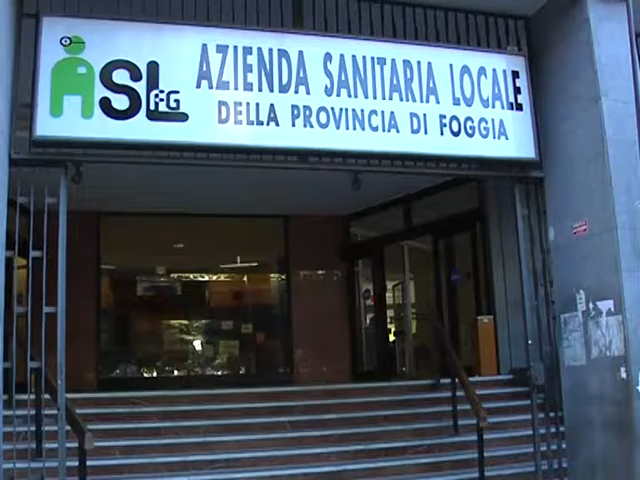 ASL FG
AZIENDA SANITARIA LOCALE
DELLA PROVINCIA DI FOGGIA